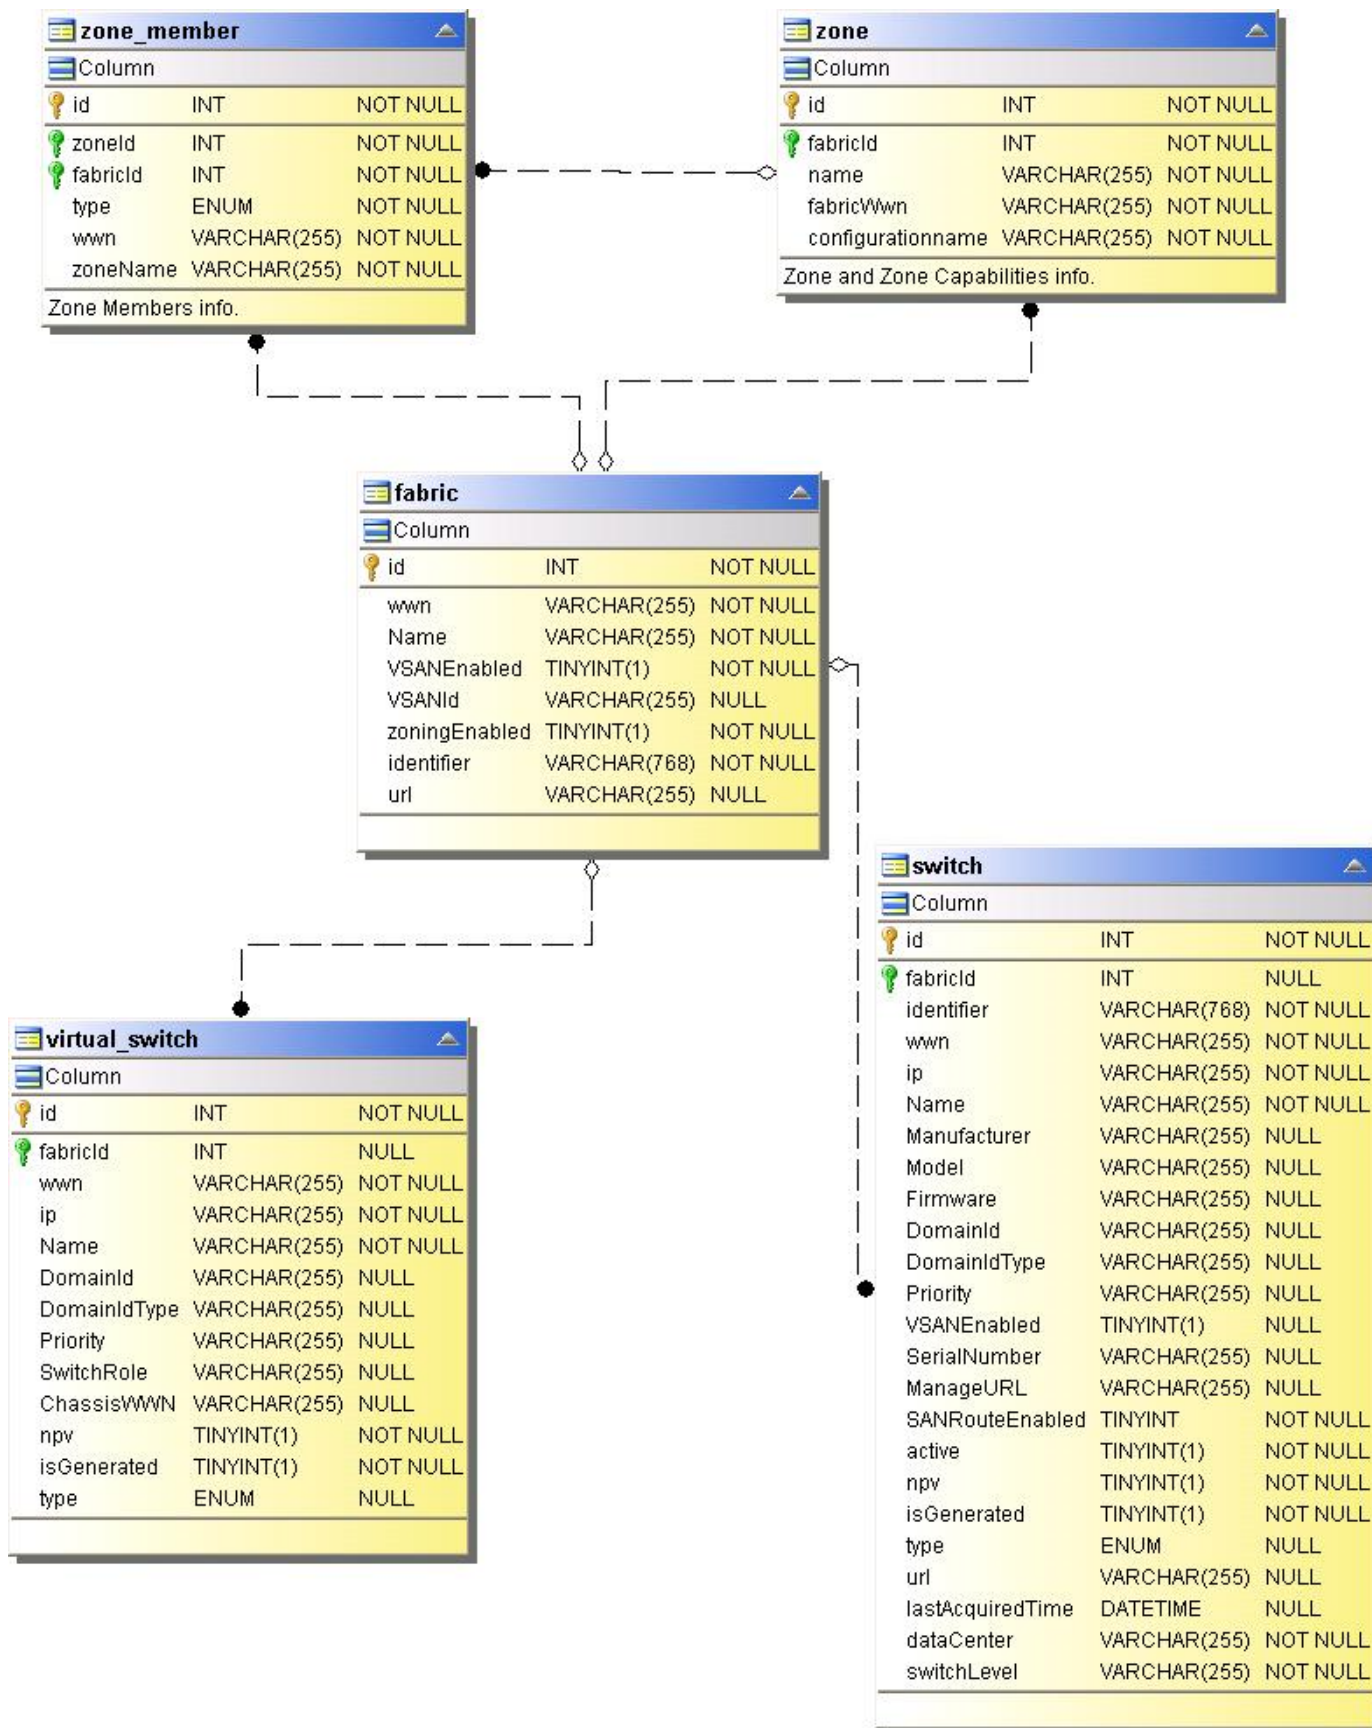 zone_member
Column
id INT NOT NULL
zoneId INT NOT NULL
fabricId INT NOT NULL
type ENUM NOT NULL
wwn VARCHAR(255) NOT NULL
zoneName VARCHAR(255) NOT NULL
Zone Members info.
zone
Column
id INT NOT NULL
fabricId INT NOT NULL
name VARCHAR(255) NOT NULL
fabricWwn VARCHAR(255) NOT NULL
configurationname VARCHAR(255) NOT NULL
Zone and Zone Capabilities info.
fabric
Column
id INT NOT NULL
wwn VARCHAR(255) NOT NULL
Name VARCHAR(255) NOT NULL
VSANEnabled TINYINT(1) NOT NULL
VSANId VARCHAR(255) NULL
zoningEnabled TINYINT(1) NOT NULL
identifier VARCHAR(768) NOT NULL
url VARCHAR(255) NULL
switch
Column
id INT NOT NULL
fabricId INT NULL
identifier VARCHAR(768) NOT NULL
wwn VARCHAR(255) NOT NULL
ip VARCHAR(255) NOT NULL
Name VARCHAR(255) NOT NULL
Manufacturer VARCHAR(255) NULL
Model VARCHAR(255) NULL
Firmware VARCHAR(255) NULL
DomainId VARCHAR(255) NULL
DomainIdType VARCHAR(255) NULL
Priority VARCHAR(255) NULL
VSANEnabled TINYINT(1) NULL
SerialNumber VARCHAR(255) NULL
ManageURL VARCHAR(255) NULL
SANRouteEnabled TINYINT NOT NULL
active TINYINT(1) NOT NULL
npv TINYINT(1) NOT NULL
isGenerated TINYINT(1) NOT NULL
type ENUM NULL
url VARCHAR(255) NULL
lastAcquiredTime DATETIME NULL
dataCenter VARCHAR(255) NOT NULL
switchLevel VARCHAR(255) NOT NULL
virtual_switch
Column
id INT NOT NULL
fabricId INT NULL
wwn VARCHAR(255) NOT NULL
ip VARCHAR(255) NOT NULL
Name VARCHAR(255) NOT NULL
DomainId VARCHAR(255) NULL
DomainIdType VARCHAR(255) NULL
Priority VARCHAR(255) NULL
SwitchRole VARCHAR(255) NULL
ChassisWWN VARCHAR(255) NULL
npv TINYINT(1) NOT NULL
isGenerated TINYINT(1) NOT NULL
type ENUM NULL